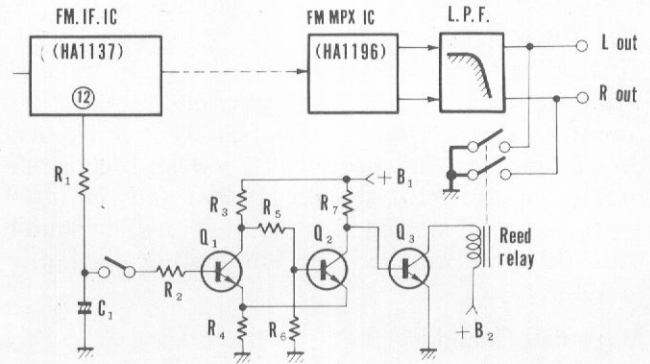 FM. IF. IC
(HA1137)
12
FM MPX IC
(HA1196)
L. P. F.
L out
R out
R1
+ B1
R3
R5
R7
Q1
Q2
Q3
R2
C1
R4
R6
Reed
relay
+ B2